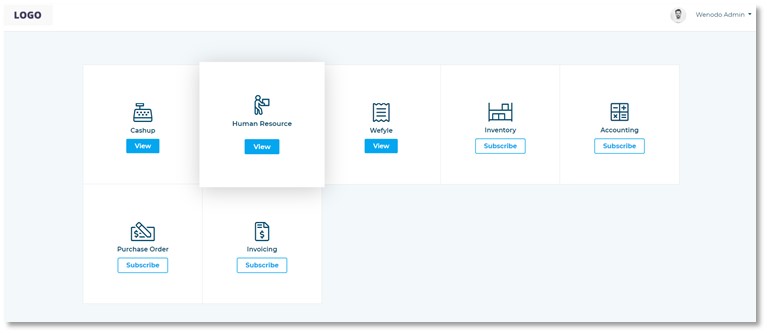 LOGO
Wenodo Admin
Cashup
View
Human Resource
View
Wefyle
View
Inventory
Subscribe
Accounting
Subscribe
Purchase Order
Subscribe
Invoicing
Subscribe